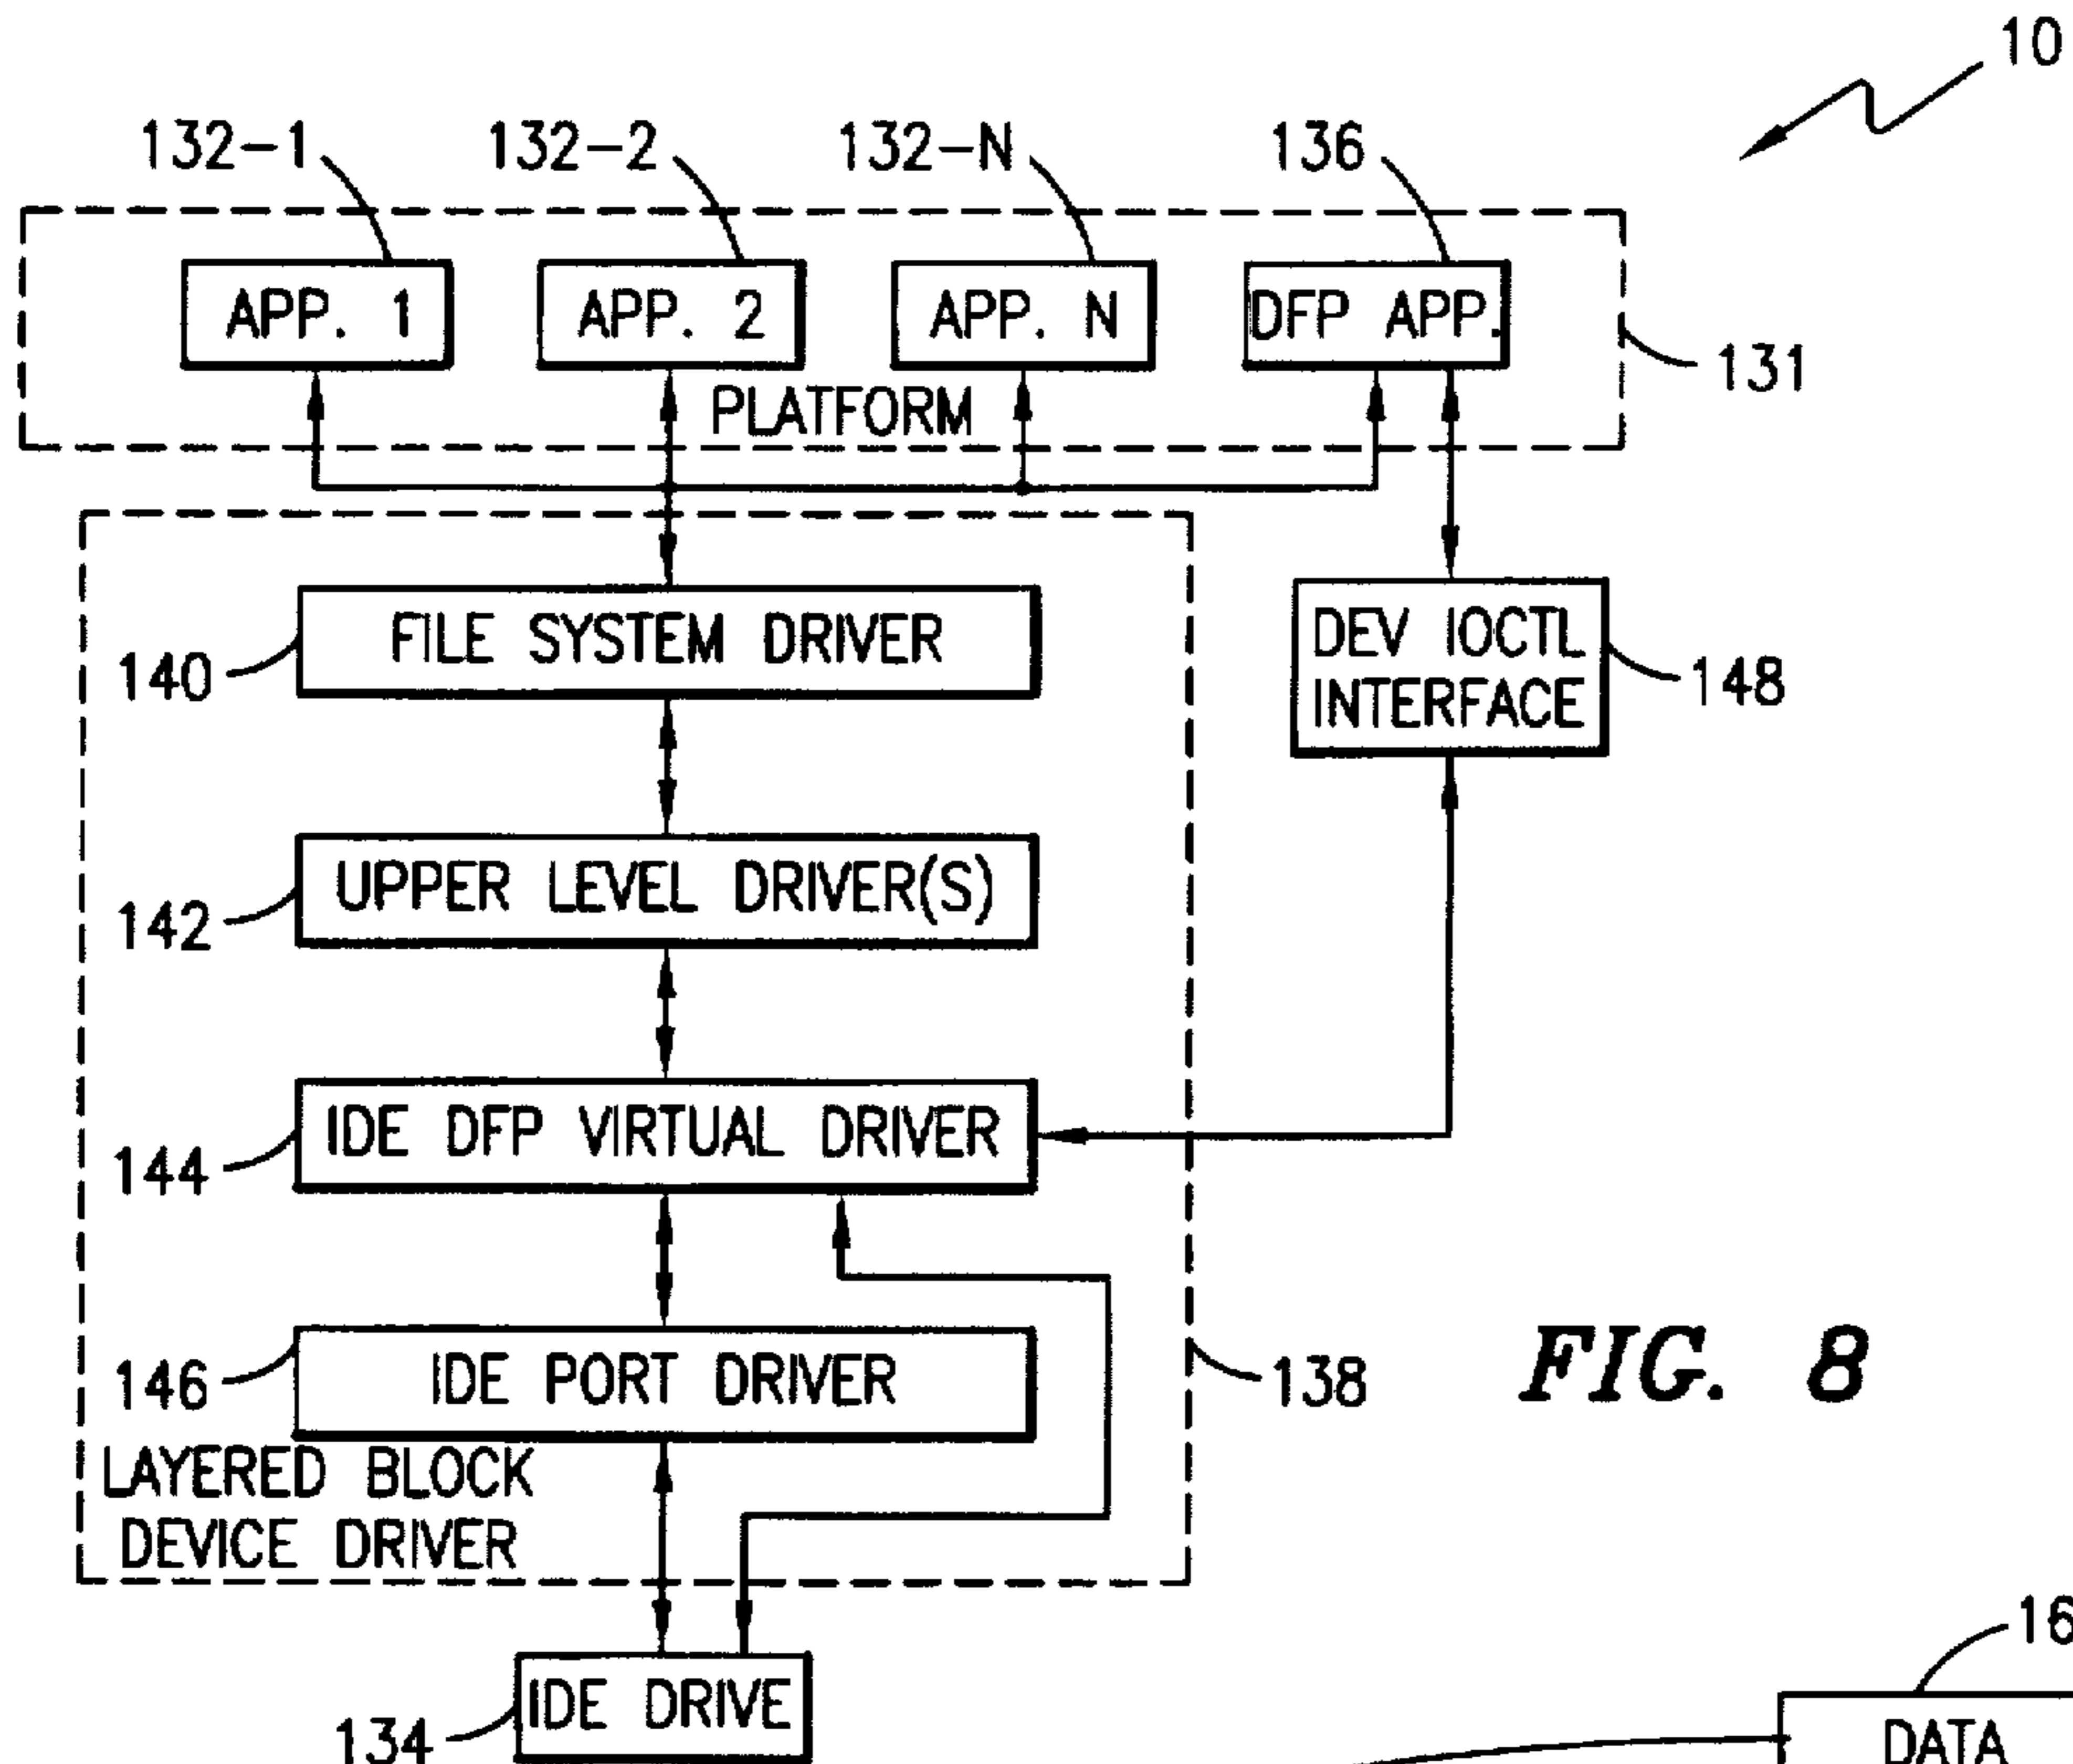 10
132-1 132-2 132-N 136
APP. 1 APP. 2 APP. N DFP APP.
131
PLATFORM
FILE SYSTEM DRIVER
140
DEV IOCTL
INTERFACE
148
UPPER LEVEL DRIVER(S)
142
IDE DFP VIRTUAL DRIVER
144
IDE PORT DRIVER
146
138
FIG. 8
LAYERED BLOCK
DEVICE DRIVER
IDE DRIVE
134
DATA